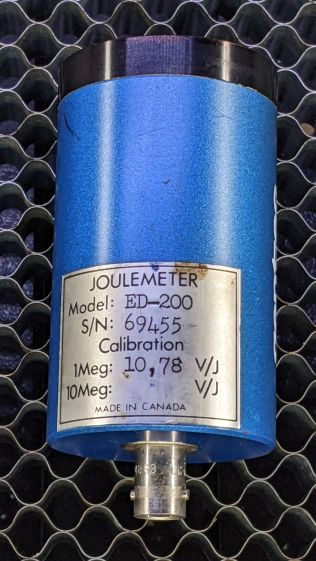 JOULEMETER
Model: ED-200
S/N: 69455
Calibration
1Meg: 10,78 V/J
10Meg: V/J
MADE IN CANADA